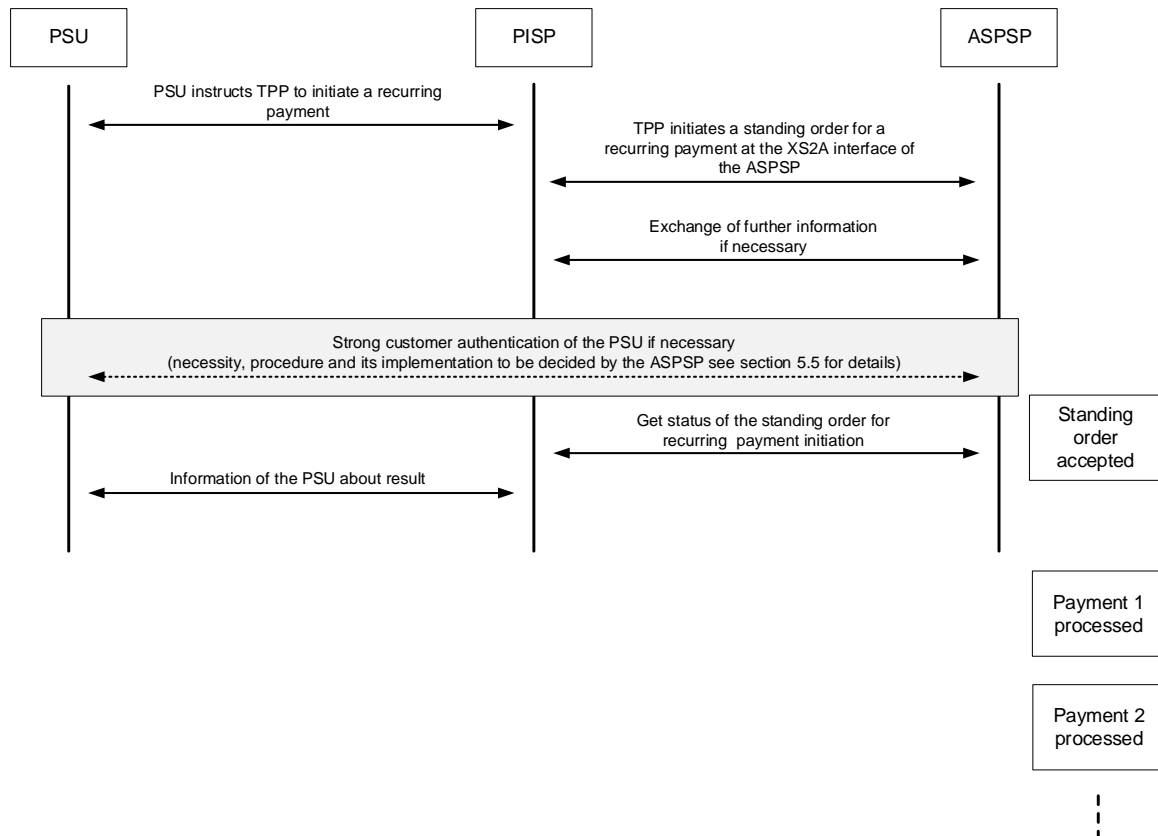 PSU
PISP
ASPSP
PSU instructs TPP to initiate a recurring
payment
TPP initiates a standing order for a
recurring payment at the XS2A interface of
the ASPSP
Exchange of further information
if necessary
Strong customer authentication of the PSU if necessary
(necessity, procedure and its implementation to be decided by the ASPSP see section 5.5 for details)
Get status of the standing order for
recurring payment initiation
Standing
order
accepted
Information of the PSU about result
Payment 1
processed
Payment 2
processed